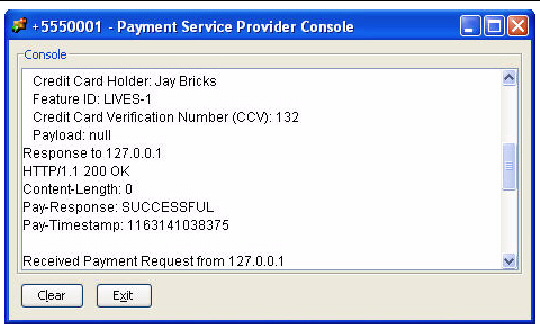 +5550001 - Payment Service Provider Console
Console
Credit Card Holder: Jay Bricks
Feature ID: LIVES-1
Credit Card Verification Number (CCV): 132
Payload: null
Response to 127.0.0.1
HTTP/1.1 200 OK
Content-Length: 0
Pay-Response: SUCCESSFUL
Pay-Timestamp: 1163141038375
Received Payment Request from 127.0.0.1
Clear Exit